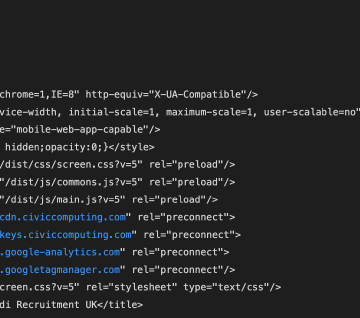 chrome=1,IE=8" http-equiv="X-UA-Compatible"/>
vice-width, initial-scale=1, maximum-scale=1, user-scalable=no"
e="mobile-web-app-capable"/>
hidden;opacity:0;}</style>
/dist/css/screen.css?v=5" rel="preload"/>
"/dist/js/commons.js?v=5" rel="preload"/>
"/dist/js/main.js?v=5" rel="preload"/>
cdn.civiccomputing.com" rel="preconnect">
keys.civiccomputing.com" rel="preconnect">
.google-analytics.com" rel="preconnect"/>
.googletagmanager.com" rel="preconnect"/>
creen.css?v=5" rel="stylesheet" type="text/css"/>
di Recruitment UK</title>